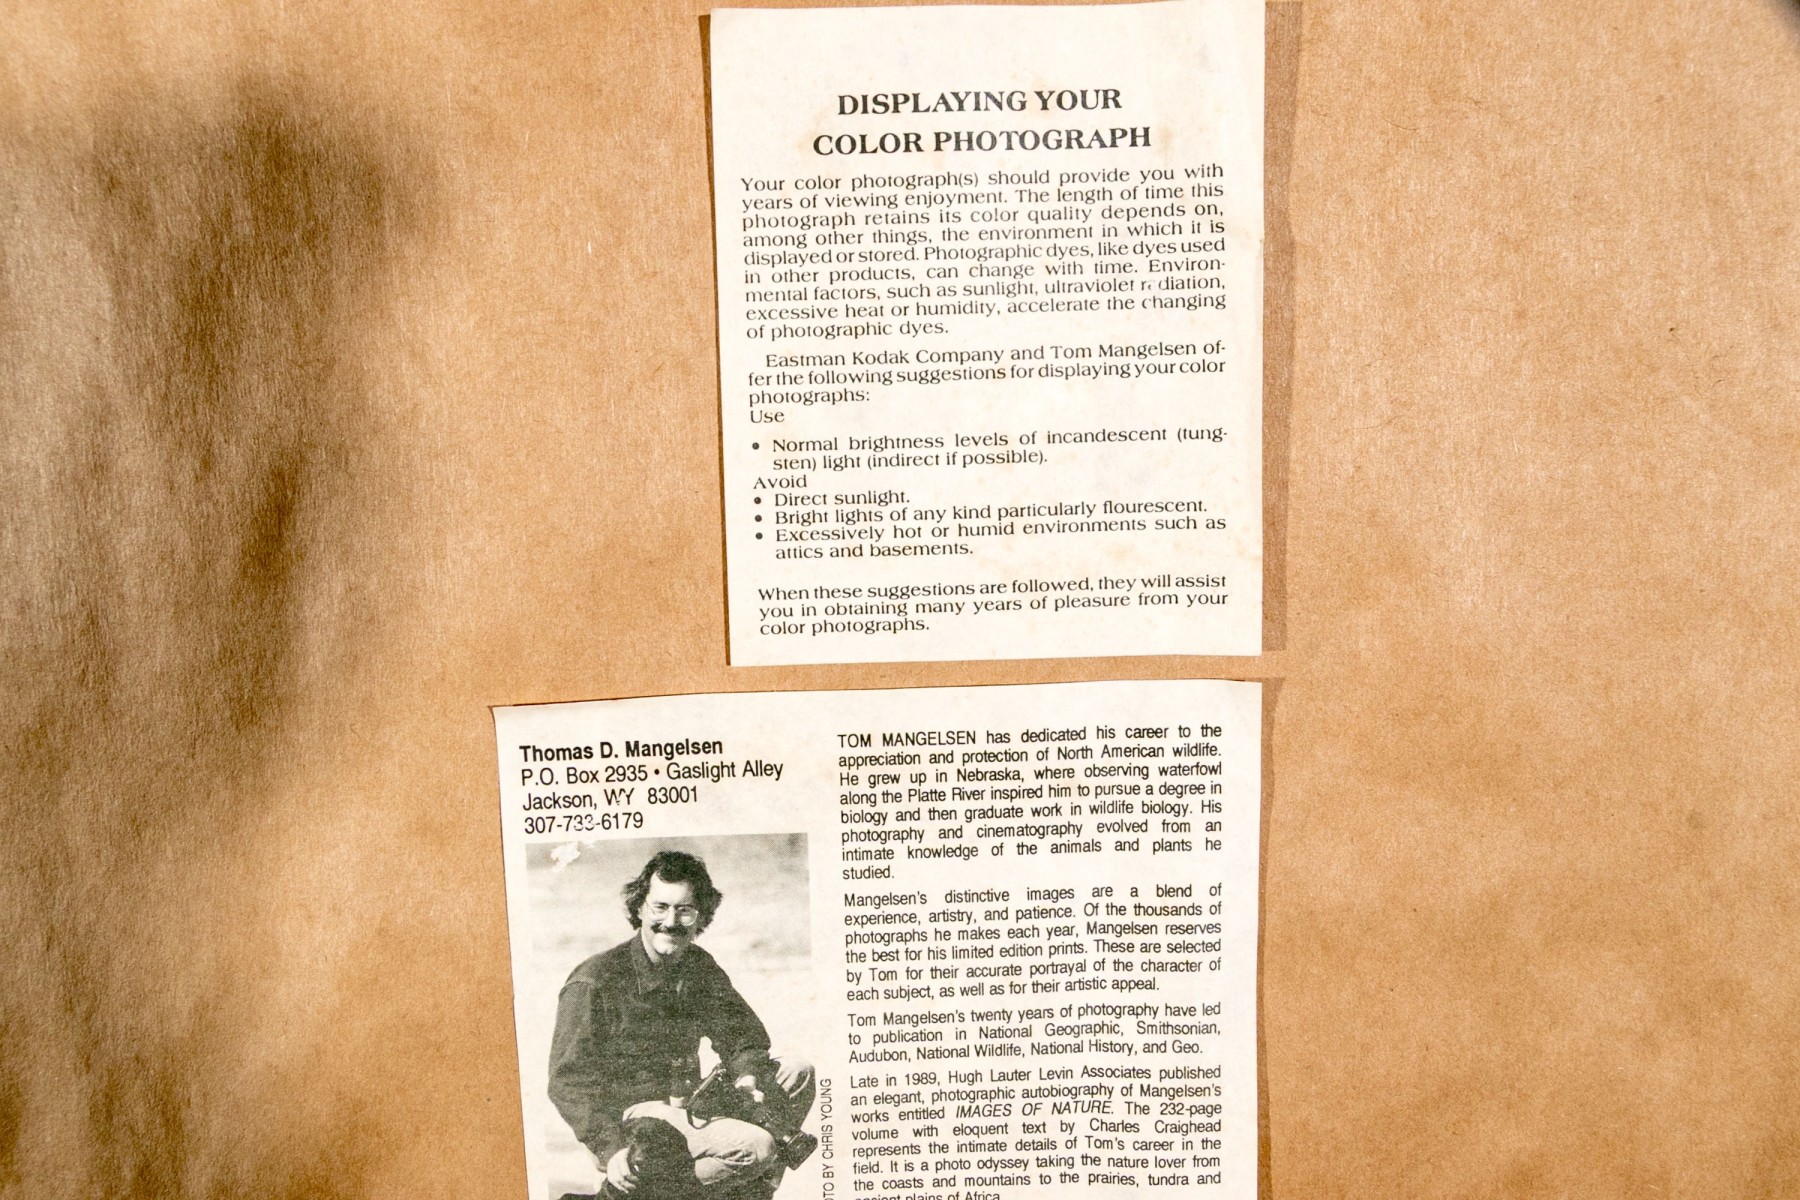 DISPLAYING YOUR
COLOR PHOTOGRAPH
Your color photograph(s) should provide you with
years of viewing enjoyment. The length of time this
photograph retains its color quality depends on,
among other things, the environment in which it is
displayed or stored. Photographic dyes, like dyes used
in other products, can change with time. Environ-
mental factors, such as sunlight, ultraviolet r diation,
excessive heat or humidity, accelerate the changing
of photographic dyes.
Eastman Kodak Company and Tom Mangelsen of-
fer the following suggestions for displaying your color
photographs:
Use
• Normal brightness levels of incandescent (tung-
sten) light (indirect if possible).
Avoid
• Direct sunlight.
• Bright lights of any kind particularly flourescent.
• Excessively hot or humid environments such as
attics and basements.
When these suggestions are followed, they will assist
you in obtaining many years of pleasure from your
color photographs.
Thomas D. Mangelsen
P.O. Box 2935 • Gaslight Alley
Jackson, WY 83001
307-733-6179
TO BY CHRIS YOUNG
TOM MANGELSEN has dedicated his career to the
appreciation and protection of North American wildlife.
He grew up in Nebraska, where observing waterfowl
along the Platte River inspired him to pursue a degree in
biology and then graduate work in wildlife biology. His
photography and cinematography evolved from an
intimate knowledge of the animals and plants he
studied.
Mangelsen's distinctive images are a blend of
experience, artistry, and patience. Of the thousands of
photographs he makes each year, Mangelsen reserves
the best for his limited edition prints. These are selected
by Tom for their accurate portrayal of the character of
each subject, as well as for their artistic appeal.
Tom Mangelsen's twenty years of photography have led
to publication in National Geographic, Smithsonian,
Audubon, National Wildlife, National History, and Geo.
Late in 1989, Hugh Lauter Levin Associates published
an elegant, photographic autobiography of Mangelsen's
works entitled IMAGES OF NATURE. The 232-page
volume with eloquent text by Charles Craighead
represents the intimate details of Tom's career in the
field. It is a photo odyssey taking the nature lover from
the coasts and mountains to the prairies, tundra and
ancient plains of Africa.